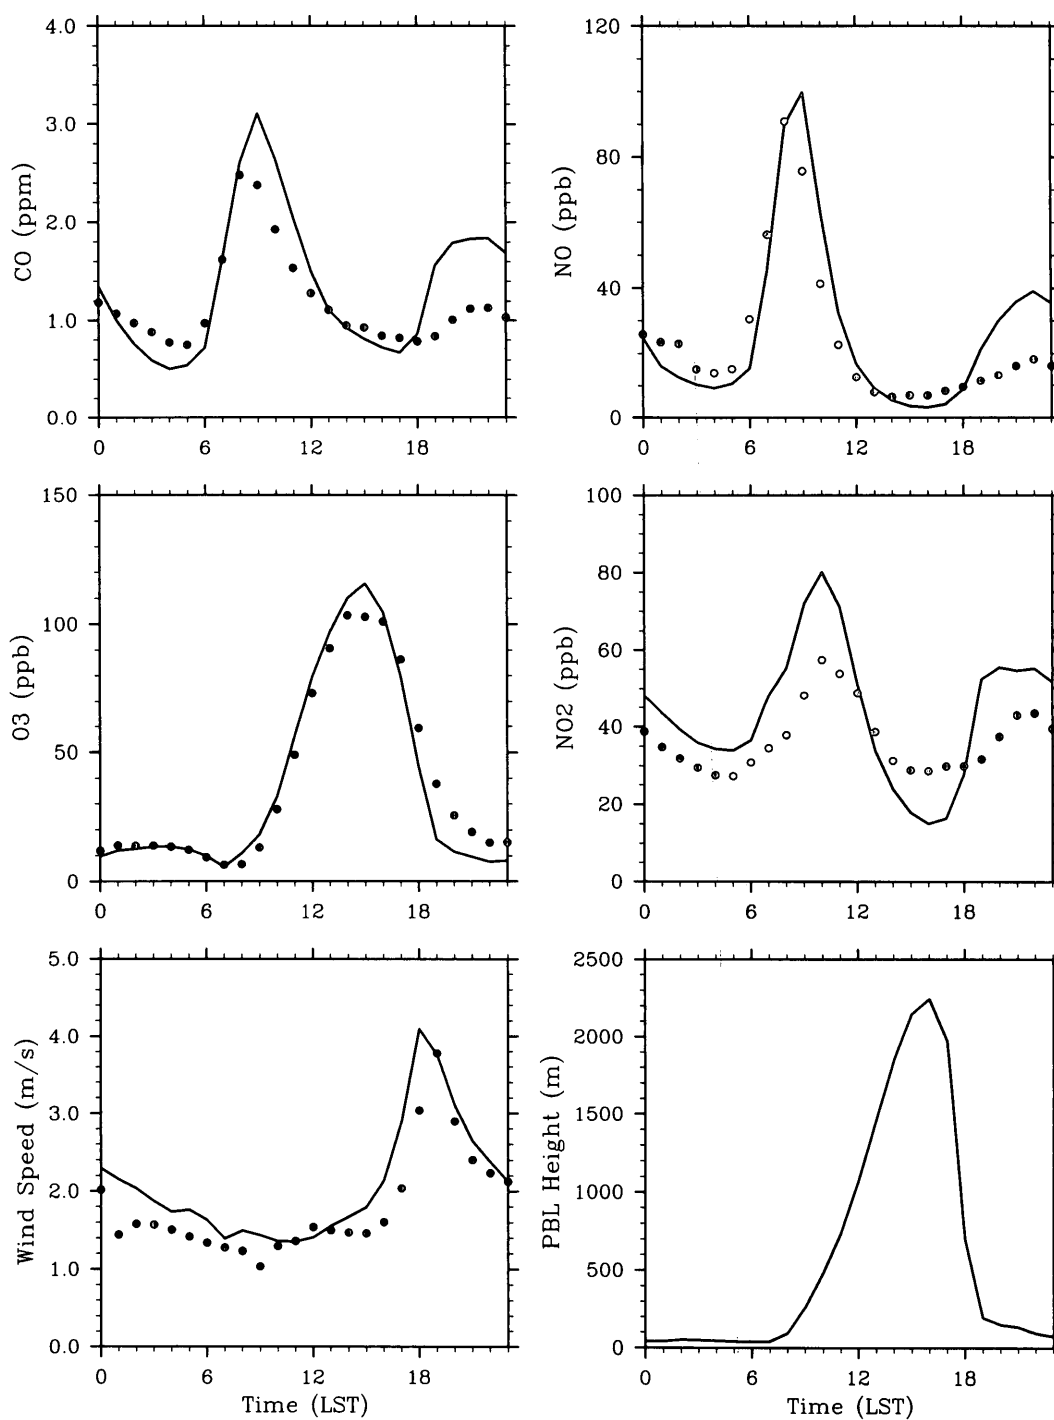 4.0
3.0
2.0
1.0
0.0
CO (ppm)
0 6 12 18
120
80
40
0
NO (ppb)
0 6 12 18
150
100
50
0
O3 (ppb)
0 6 12 18
100
80
60
40
20
0
NO2 (ppb)
0 6 12 18
5.0
4.0
3.0
2.0
1.0
0.0
Wind Speed (m/s)
0 6 12 18
Time (LST)
2500
2000
1500
1000
500
0
PBL Height (m)
0 6 12 18
Time (LST)